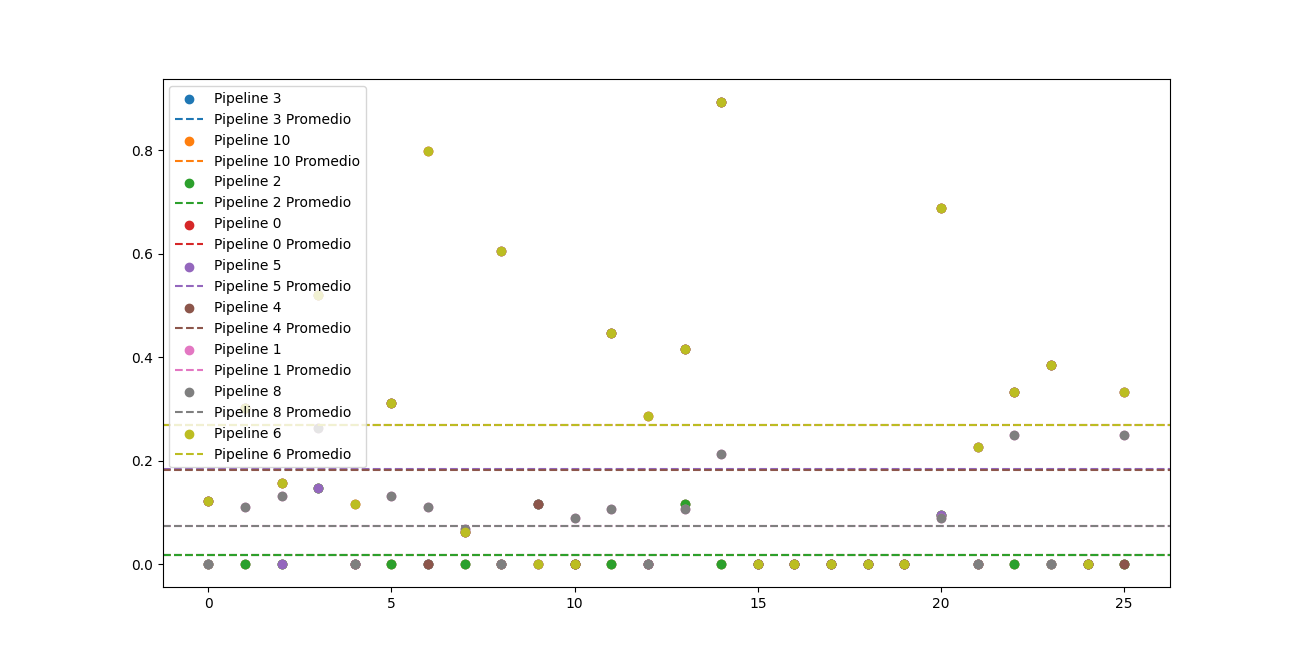 Pipeline 3
Pipeline 3 Promedio
Pipeline 10
Pipeline 10 Promedio
Pipeline 2
Pipeline 2 Promedio
Pipeline 0
Pipeline 0 Promedio
Pipeline 5
Pipeline 5 Promedio
Pipeline 4
Pipeline 4 Promedio
Pipeline 1
Pipeline 1 Promedio
Pipeline 8
Pipeline 8 Promedio
Pipeline 6
Pipeline 6 Promedio
0.8
0.6
0.4
0.2
0.0
0 5 10 15 20 25